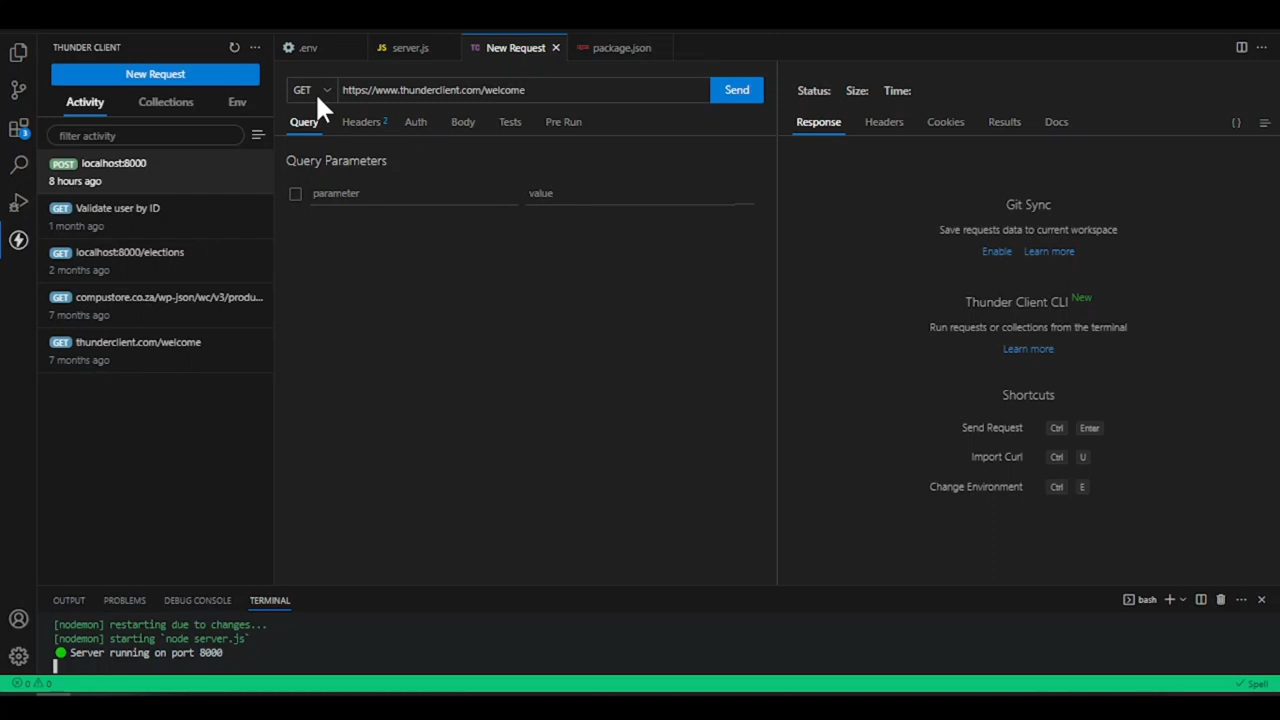 THUNDER CLIENT
New Request
Activity Collections Env
filter activity
POST localhost:8000
8 hours ago
GET Validate user by ID
1 month ago
GET localhost:8000/elections
2 months ago
GET compustore.co.za/wp-json/wc/v3/produ...
7 months ago
GET thunderclient.com/welcome
7 months ago
3
.env JS server.js TC New Request package.json
GET https://www.thunderclient.com/welcome Send
Query Headers 2 Auth Body Tests Pre Run
Query Parameters
parameter value
Status: Size: Time:
Response Headers Cookies Results Docs { }
Git Sync
Save requests data to current workspace
Enable Learn more
Thunder Client CLI New
Run requests or collections from the terminal
Learn more
Shortcuts
Send Request Ctrl Enter
Import Curl Ctrl U
Change Environment Ctrl E
OUTPUT PROBLEMS DEBUG CONSOLE TERMINAL bash
[nodemon] restarting due to changes...
[nodemon] starting `node server.js`
Server running on port 8000
0 0 Spell